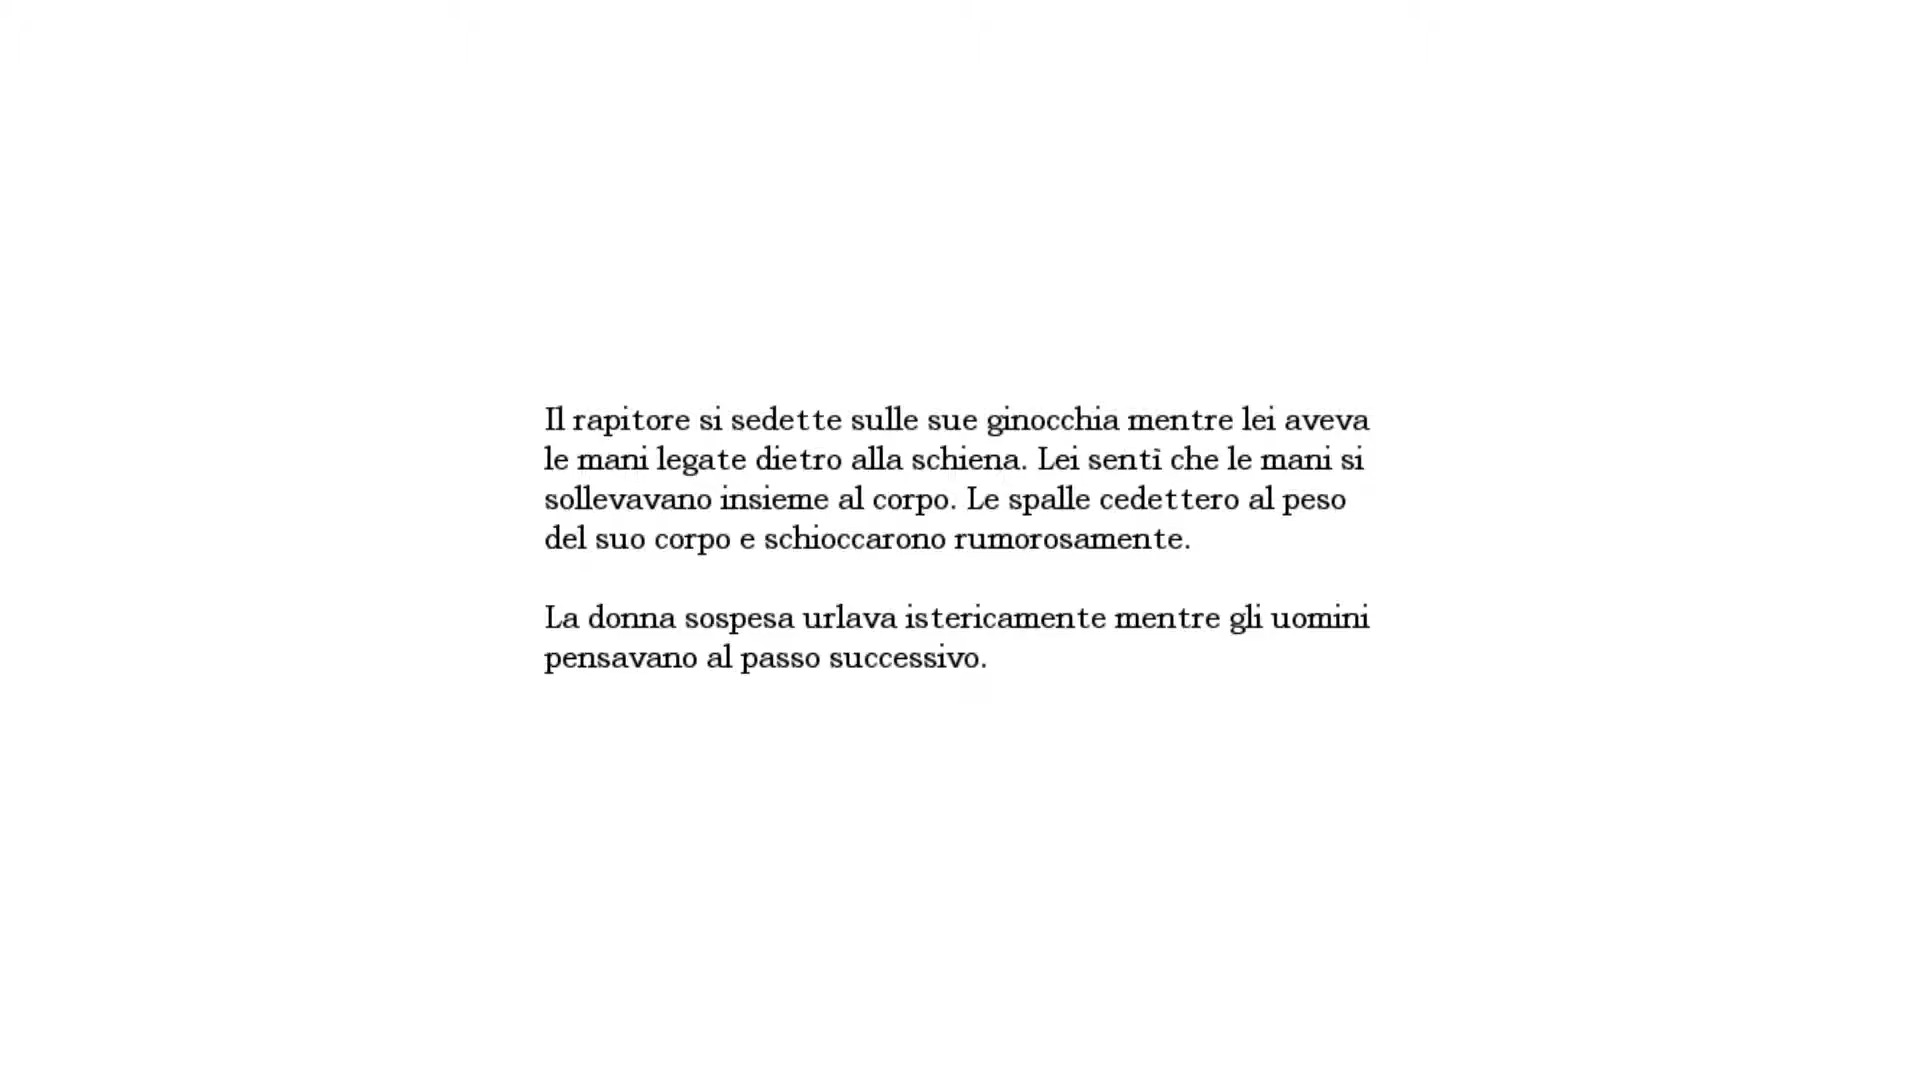 Il rapitore si sedette sulle sue ginocchia mentre lei aveva
le mani legate dietro alla schiena. Lei sentì che le mani si
sollevavano insieme al corpo. Le spalle cedettero al peso
del suo corpo e schioccarono rumorosamente.
La donna sospesa urlava istericamente mentre gli uomini
pensavano al passo successivo.